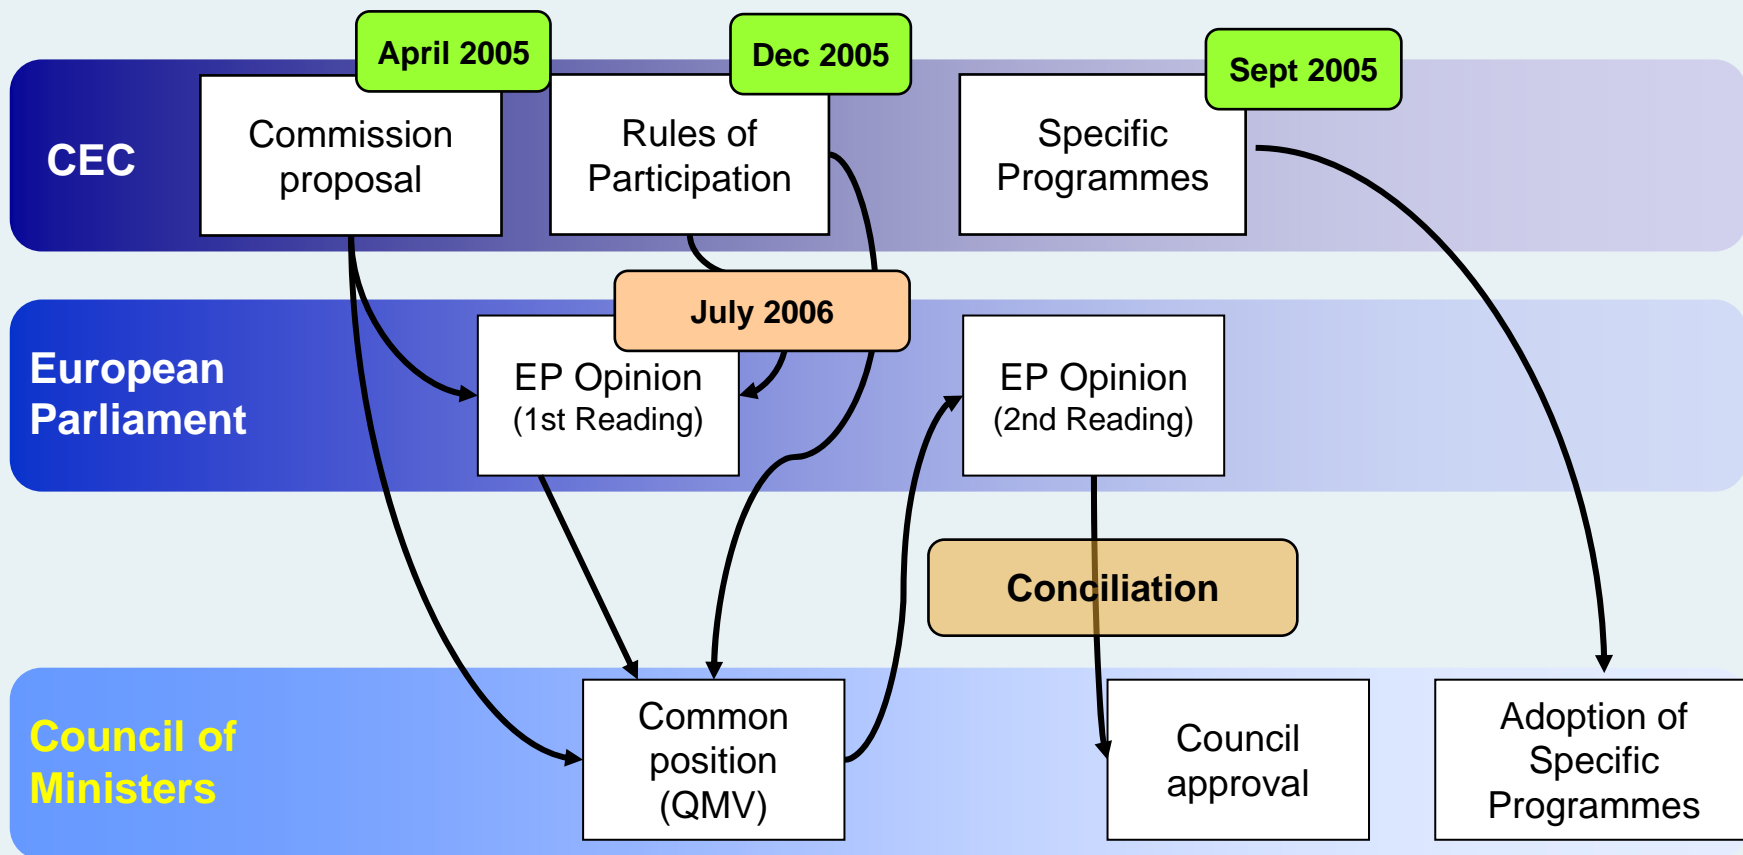 April 2005
Dec 2005
Sept 2005
CEC
Commission
proposal
Rules of
Participation
Specific
Programmes
July 2006
European
Parliament
EP Opinion
(1st Reading)
EP Opinion
(2nd Reading)
Conciliation
Council of
Ministers
Common
position
(QMV)
Council
approval
Adoption of
Specific
Programmes